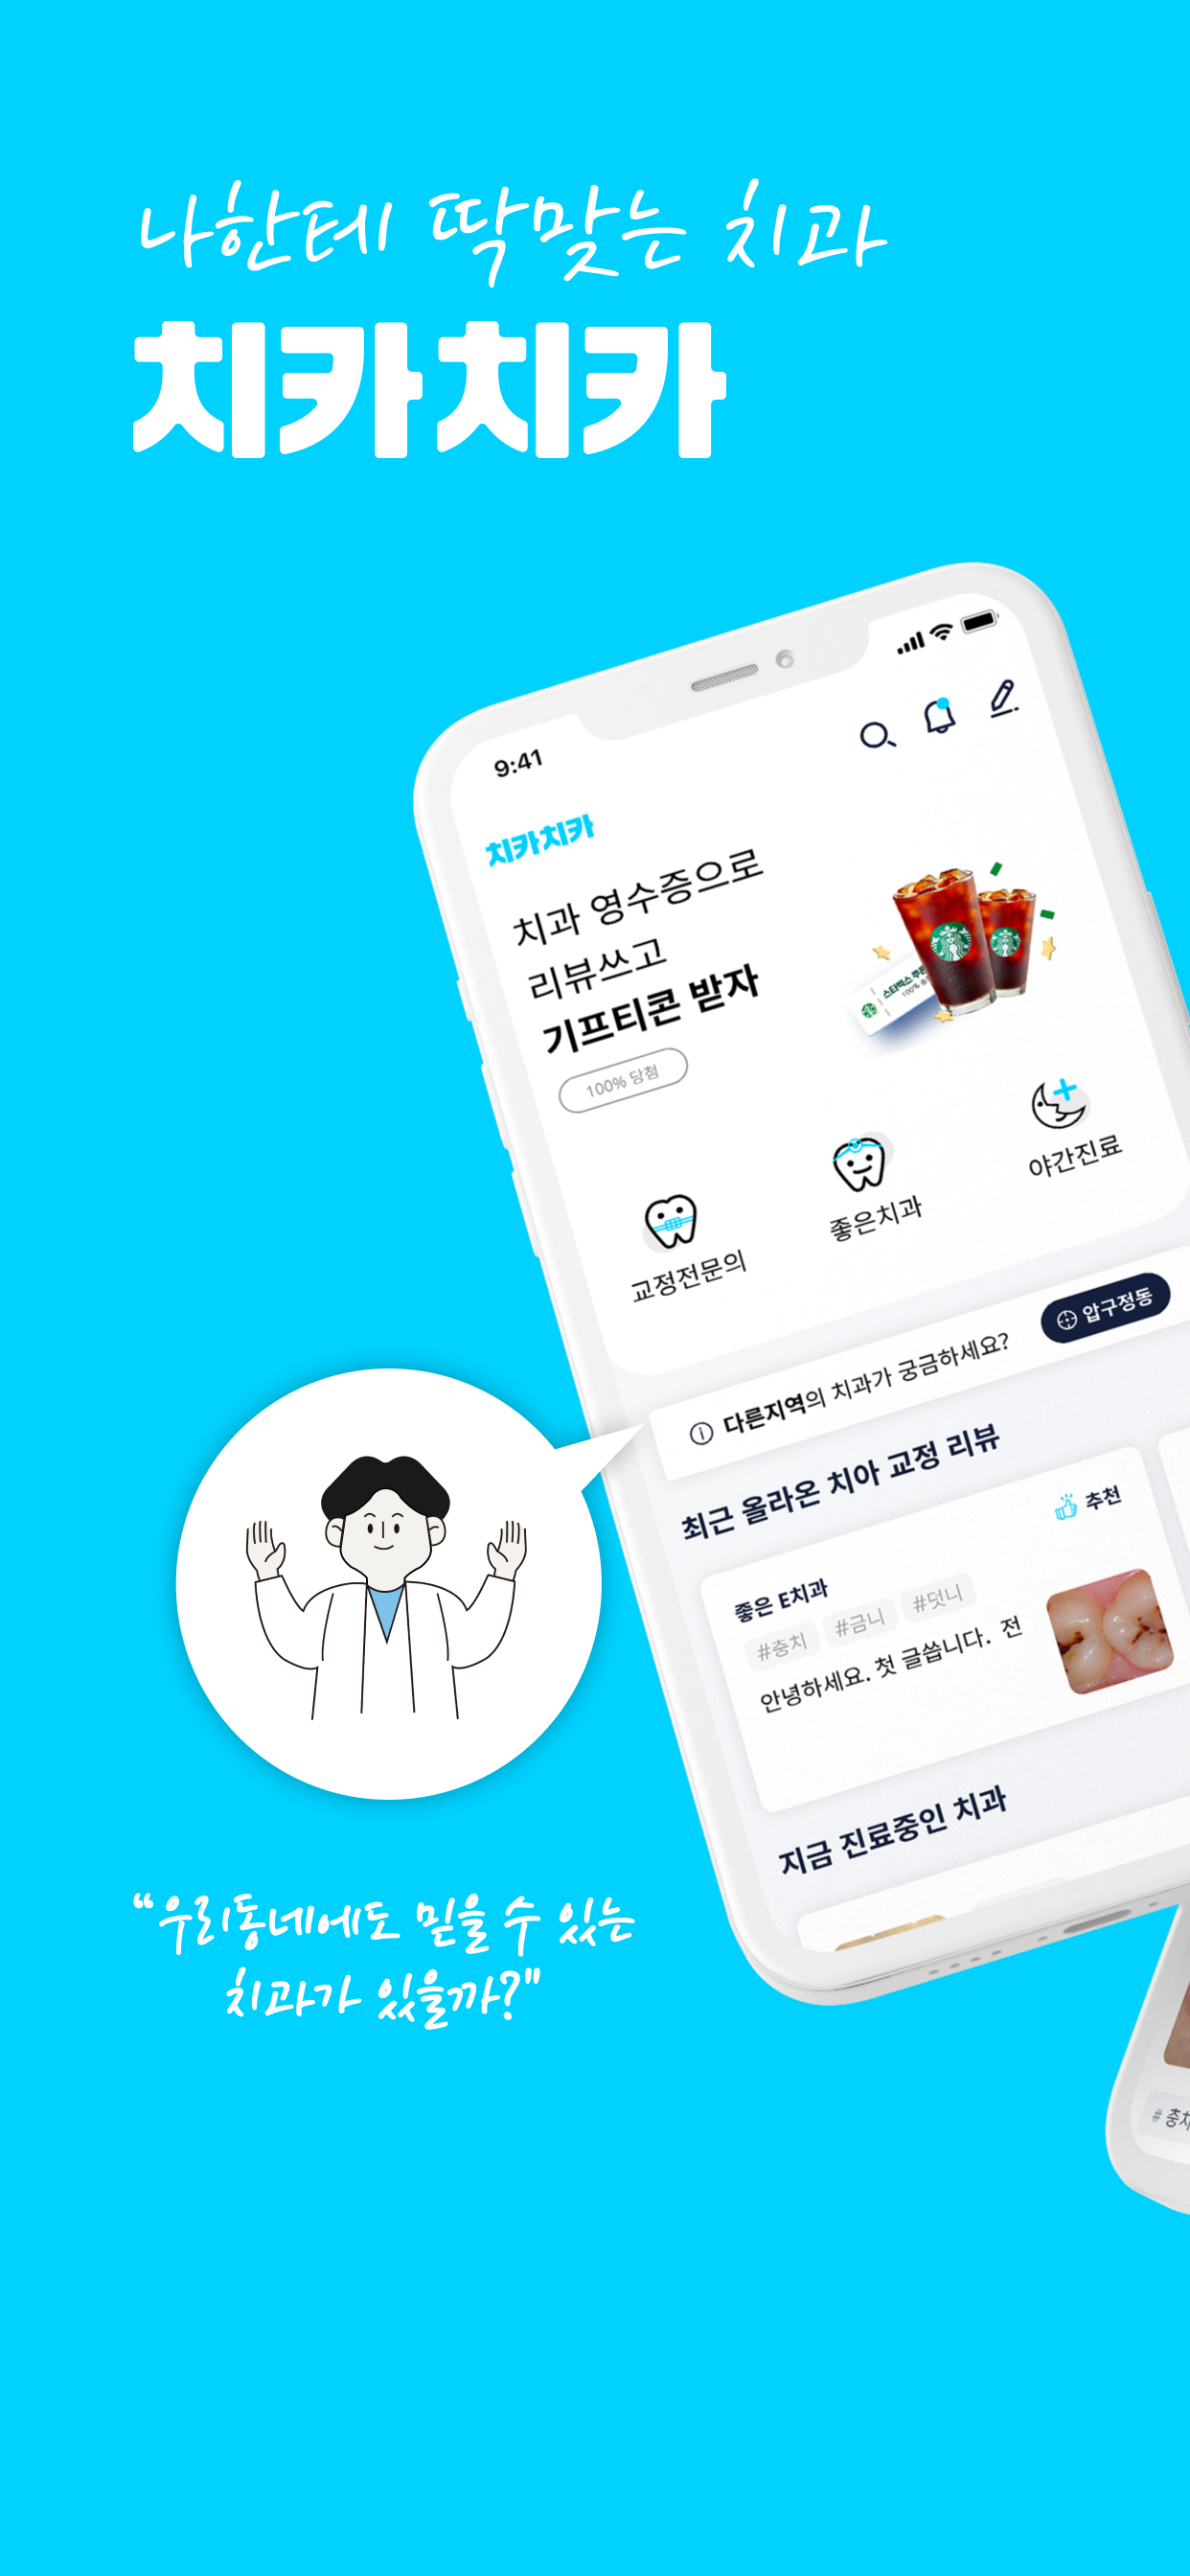 나한테 딱맞는 치과
치카치카
9:41
치카치카
치과 영수증으로
리뷰쓰고
기프티콘 받자
100% 당첨
스타벅스 쿠폰
100%
교정전문의
좋은치과
야간진료
다른지역의 치과가 궁금하세요?
압구정동
최근 올라온 치아 교정 리뷰
추천
좋은 E치과
#충치 #금니 #덧니
안녕하세요. 첫 글씁니다. 전
지금 진료중인 치과
"우리동네에도 믿을 수 있는
치과가 있을까?"